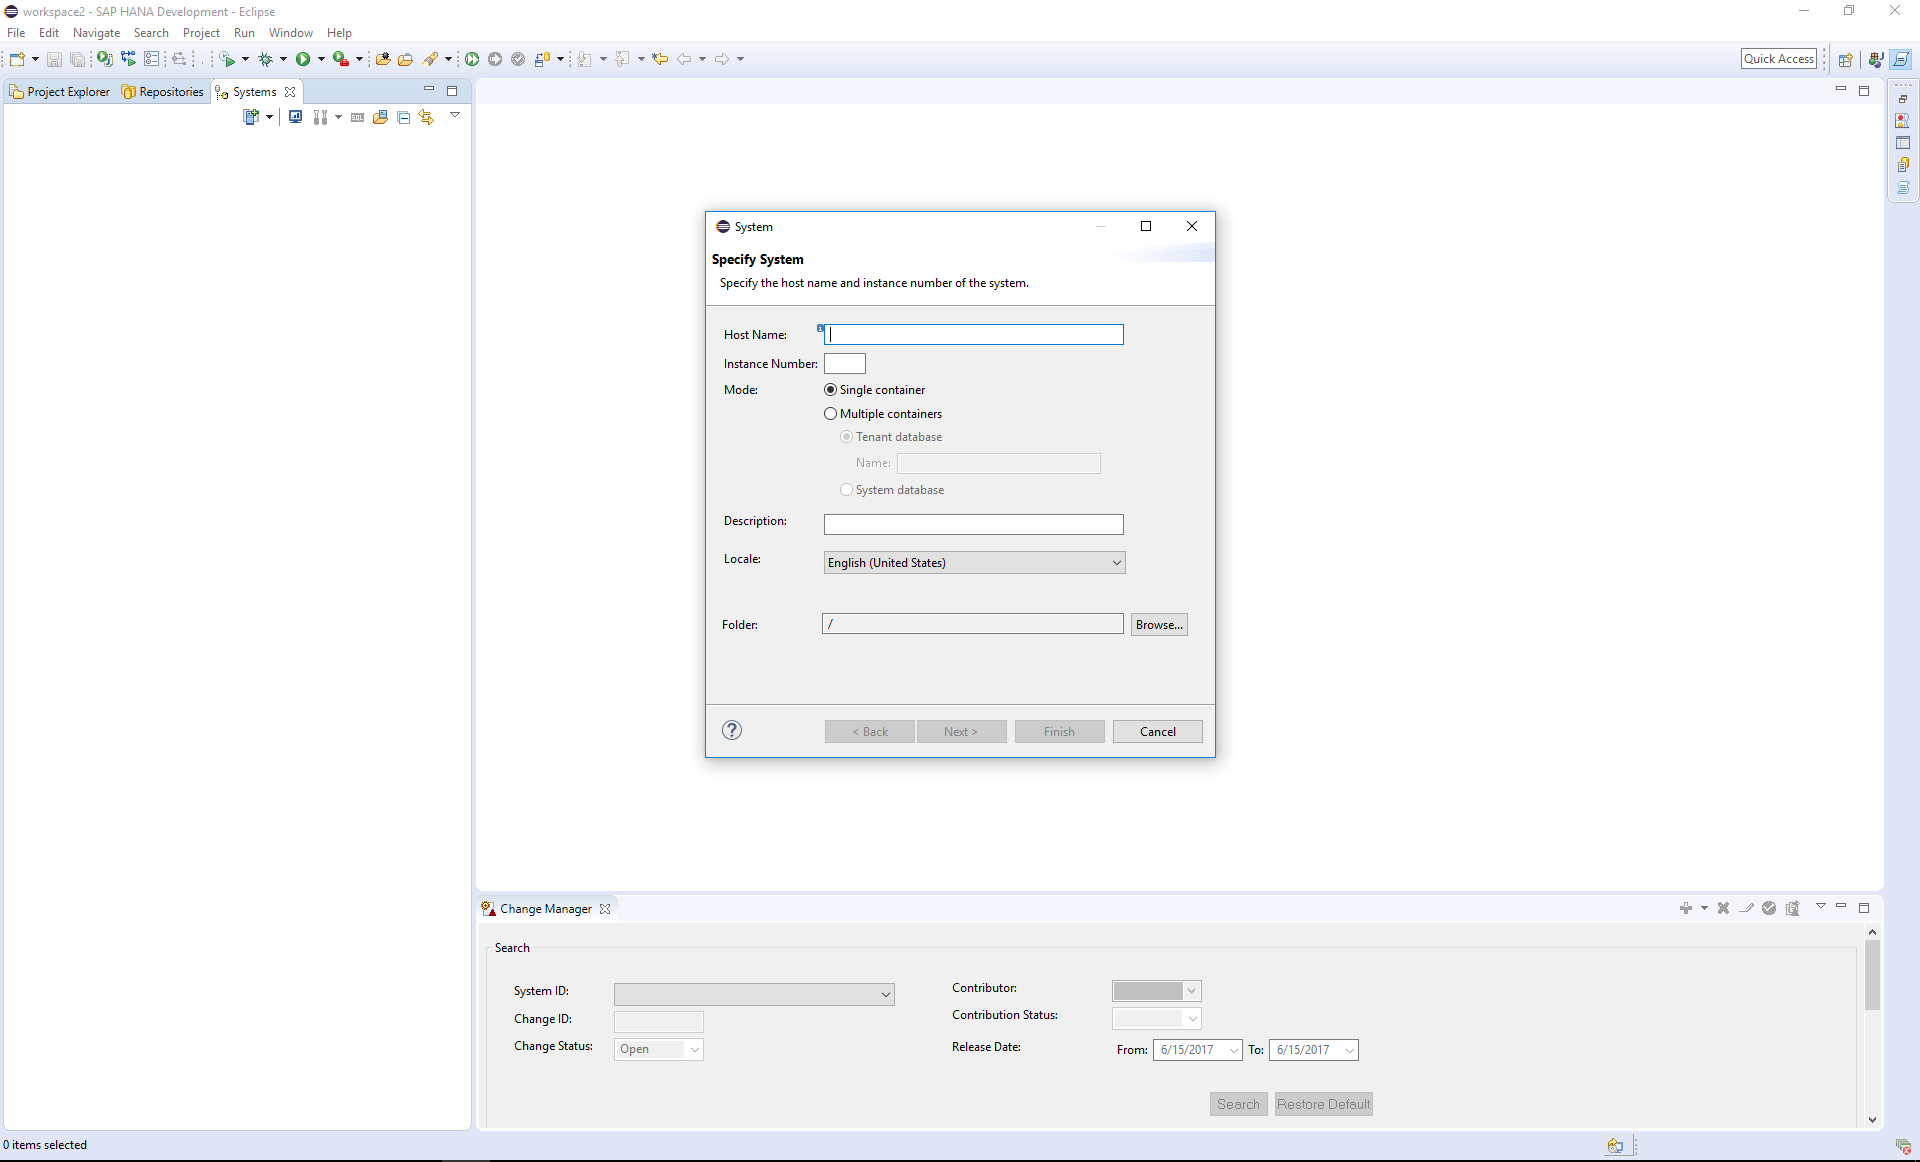 workspace2 - SAP HANA Development - Eclipse
File Edit Navigate Search Project Run Window Help
Quick Access
Project Explorer Repositories Systems
SQL
System
Specify System
Specify the host name and instance number of the system.
Host Name:
Instance Number:
Mode: Single container
Multiple containers
Tenant database
Name:
System database
Description:
Locale: English (United States)
Folder: / Browse...
? < Back Next > Finish Cancel
Change Manager
Search
System ID: Contributor:
Change ID: Contribution Status:
Change Status: Open Release Date: From: 6/15/2017 To: 6/15/2017
Search Restore Default
0 items selected